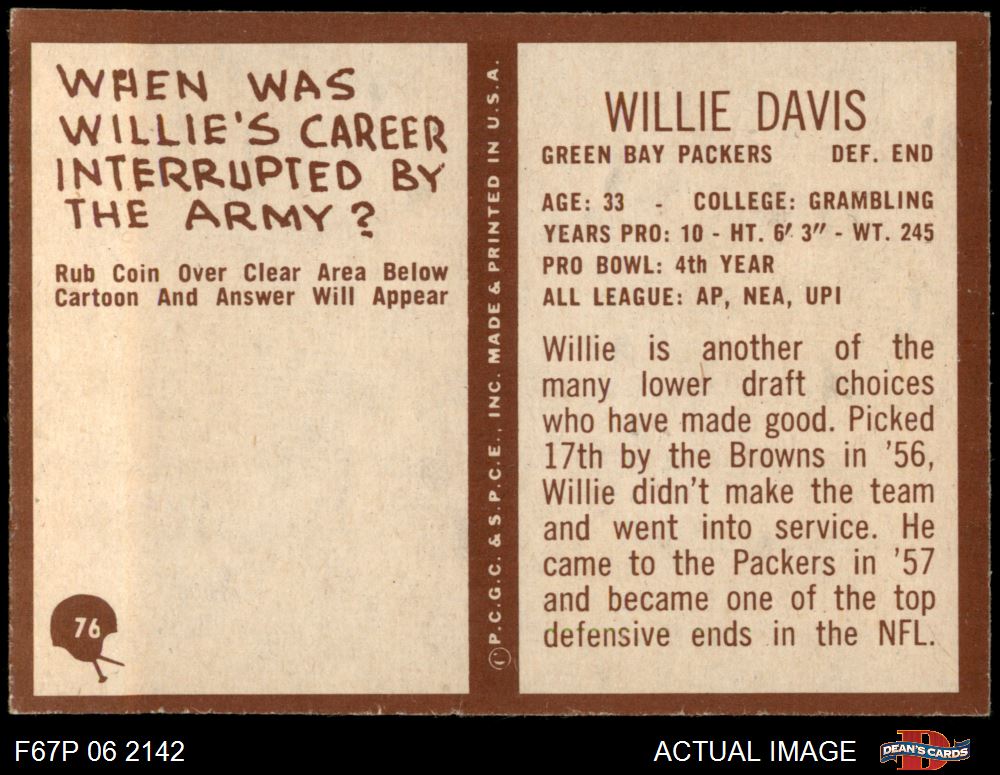 WHEN WAS
WILLIE'S CAREER
INTERRUPTED BY
THE ARMY?
Rub Coin Over Clear Area Below
Cartoon And Answer Will Appear
76
©P.C.G.C. & S.P.C.E., INC. MADE & PRINTED IN U.S.A.
WILLIE DAVIS
GREEN BAY PACKERS DEF. END
AGE: 33 - COLLEGE: GRAMBLING
YEARS PRO: 10 - HT. 6' 3" - WT. 245
PRO BOWL: 4th YEAR
ALL LEAGUE: AP, NEA, UPI
Willie is another of the
many lower draft choices
who have made good. Picked
17th by the Browns in '56,
Willie didn't make the team
and went into service. He
came to the Packers in '57
and became one of the top
defensive ends in the NFL.
F67P 06 2142
ACTUAL IMAGE
DEAN'S CARDS